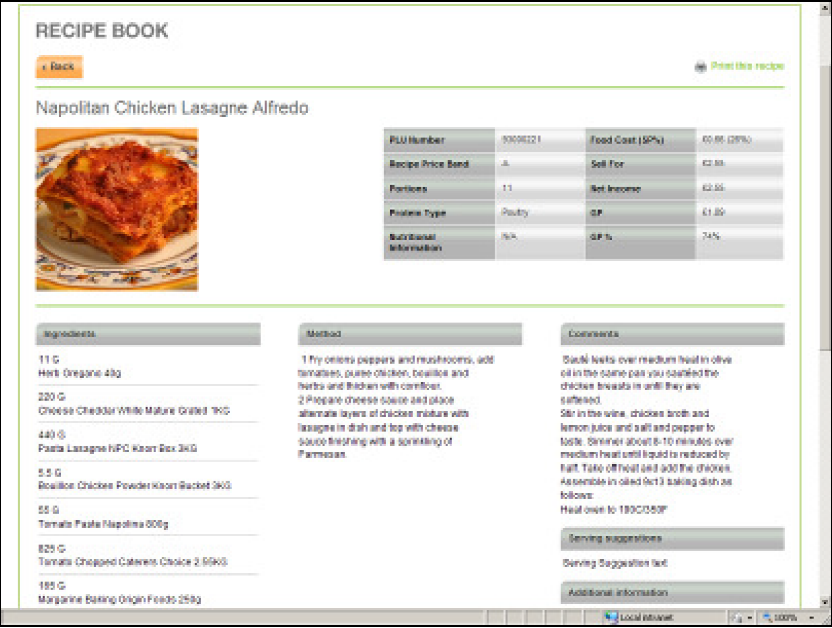 RECIPE BOOK
< Back
Print this recipe
Napolitan Chicken Lasagne Alfredo
PLU Number
Food Cost (SP%)
Recipe Price Band
A
Sell For
Portions
11
Net Income
£2.55
Protein Type
Poultry
GP
Nutritional
Information
N/A
GP%
74%
Ingredients
11 G
Herb Oregano 40g
220 G
Cheese Cheddar White Mature Grated 1KG
440 G
Pasta Lasagne NPC Knorr Box 3KG
5.5 G
Bouillon Chicken Powder Knorr Bucket 3KG
55 G
Tomato Paste Napolina 800g
825 G
Tomato Chopped Caterers Choice 2.55KG
165 G
Margarine Baking Origin Foods 250g
Method
1 Fry onions peppers and mushrooms, add
tomatoes, puree chicken, bouillon and
herbs and thicken with cornflour.
2 Prepare cheese sauce and place
alternate layers of chicken mixture with
lasagne in dish and top with cheese
sauce finishing with a sprinkling of
Parmesan.
Comments
Sauté leeks over medium heat in olive
oil in the same pan you sautéed the
chicken breasts in until they are
softened.
Stir in the wine, chicken broth and
lemon juice and salt and pepper to
taste. Simmer about 8-10 minutes over
medium heat until liquid is reduced by
half. Take off heat and add the chicken.
Assemble in oiled 9x13 baking dish as
follows:
Heat oven to 180C/350F
Serving suggestions
Serving Suggestion text
Additional information
Local intranet
100%